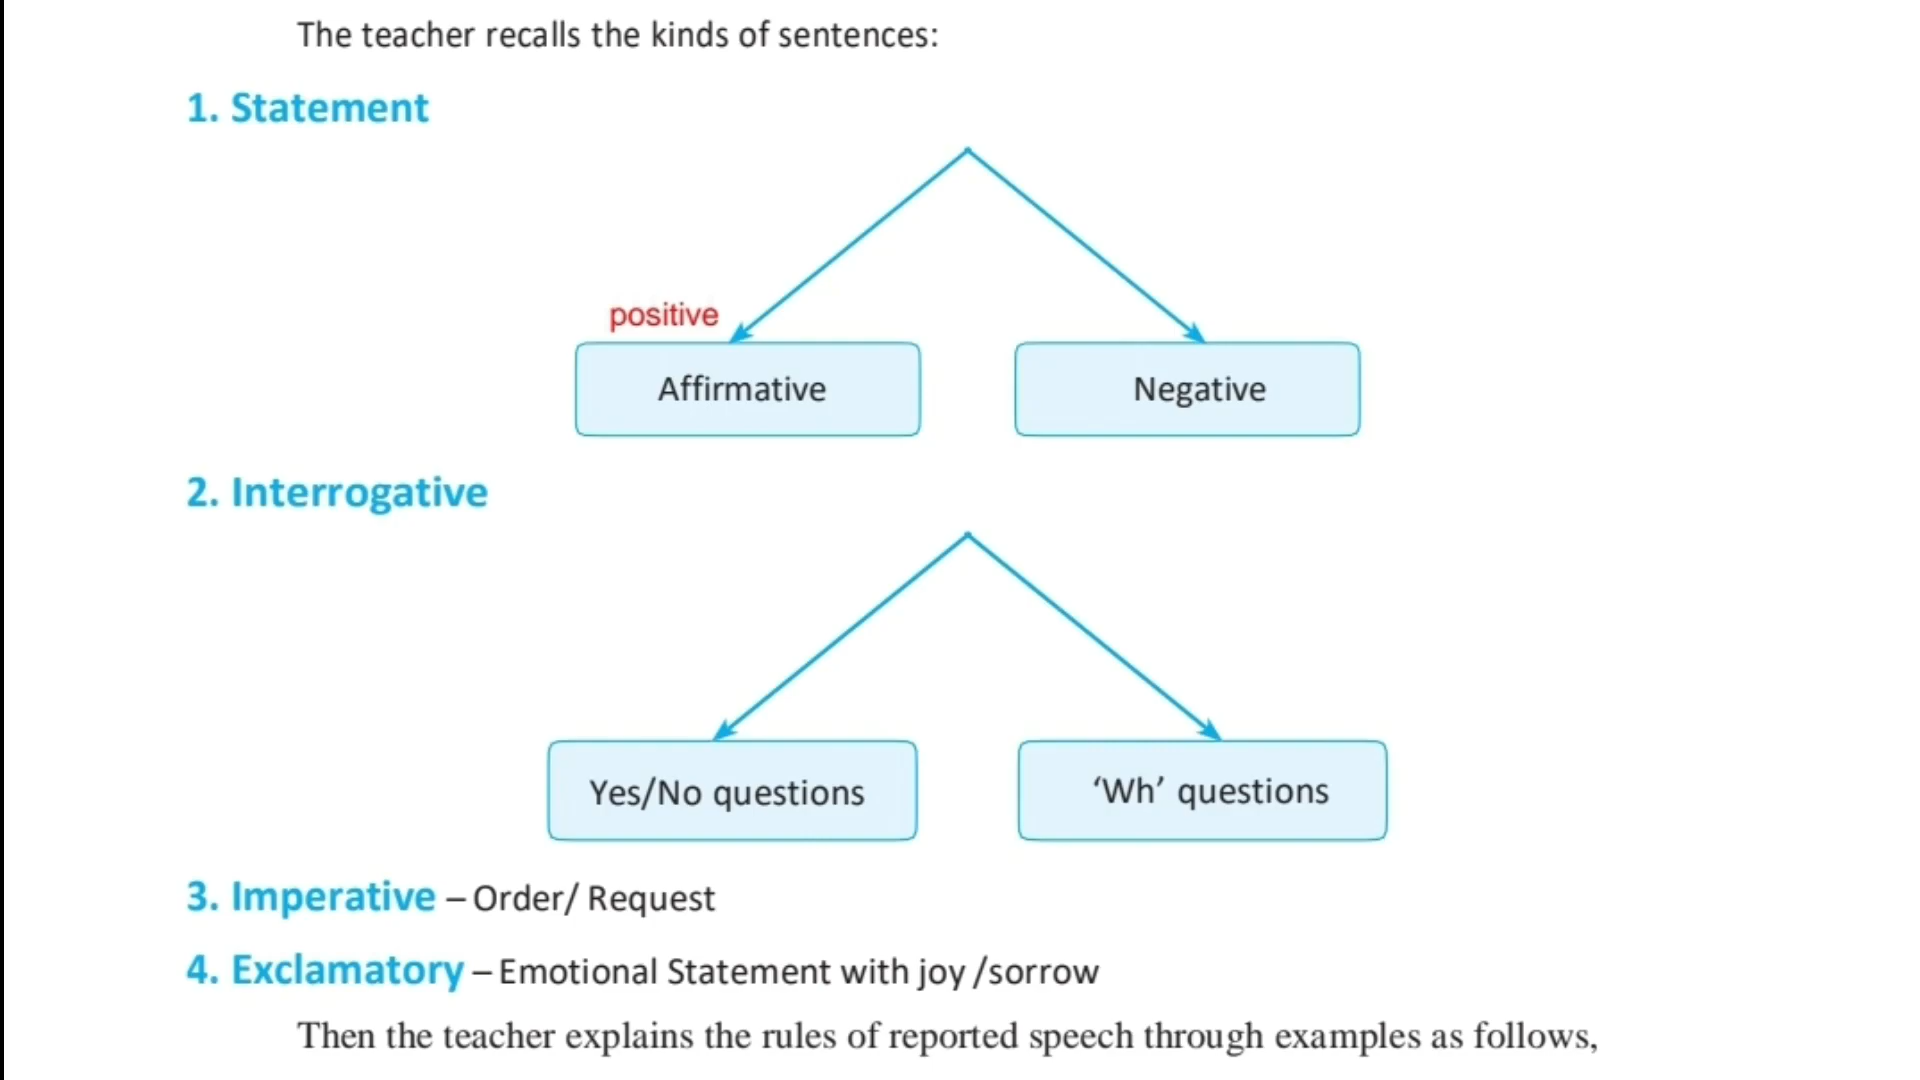 The teacher recalls the kinds of sentences:
1. Statement
positive
Affirmative
Negative
2. Interrogative
Yes/No questions
‘Wh’ questions
3. Imperative – Order/ Request
4. Exclamatory – Emotional Statement with joy /sorrow
Then the teacher explains the rules of reported speech through examples as follows,